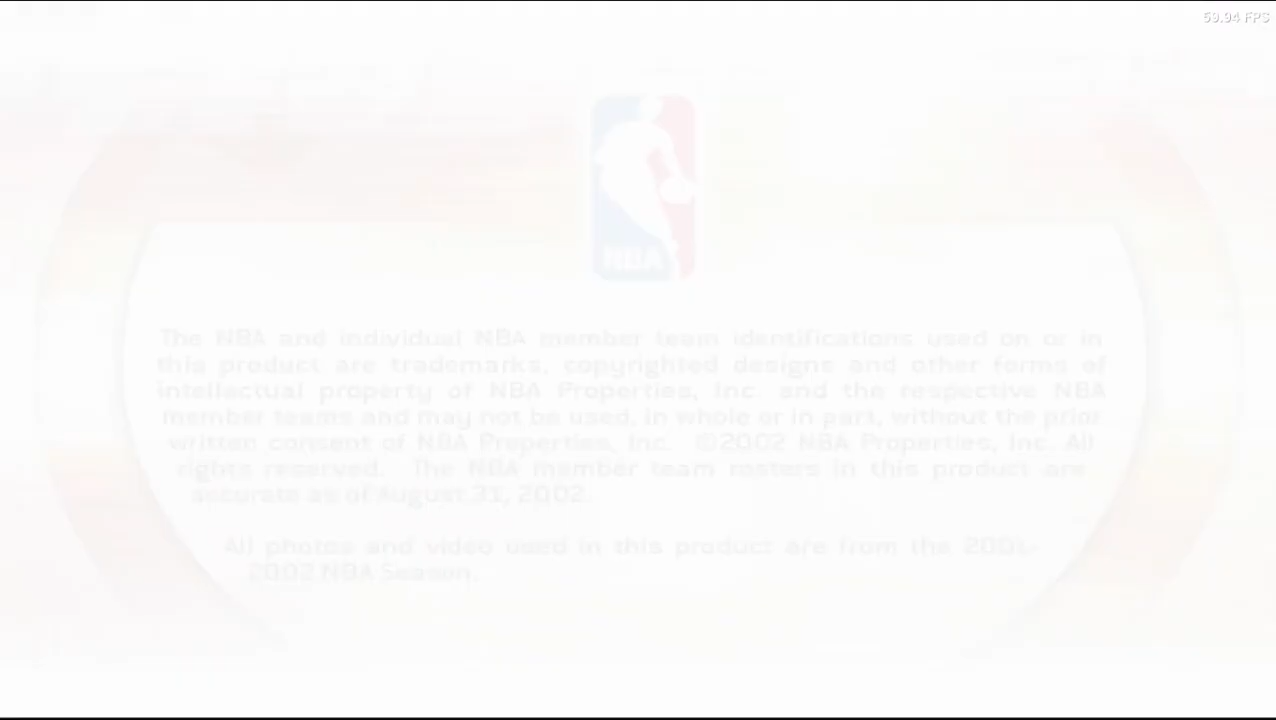 59.94 FPS
NBA
The NBA and individual NBA member team identifications used on or in
this product are trademarks, copyrighted designs and other forms of
intellectual property of NBA Properties, Inc. and the respective NBA
member teams and may not be used, in whole or in part, without the prior
written consent of NBA Properties, Inc. ©2002 NBA Properties, Inc. All
rights reserved. The NBA member team rosters in this product are
accurate as of August 31, 2002.
All photos and video used in this product are from the 2001-
2002 NBA Season.